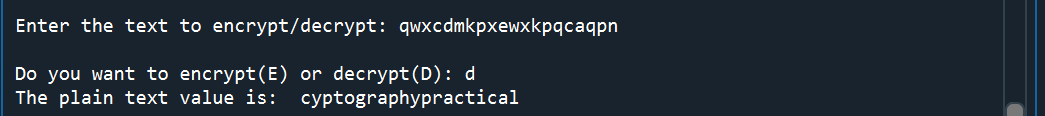 Enter the text to encrypt/decrypt: qwxcdmkpxewxkpqcaqpn
Do you want to encrypt(E) or decrypt(D): d
The plain text value is:  cyptographypractical